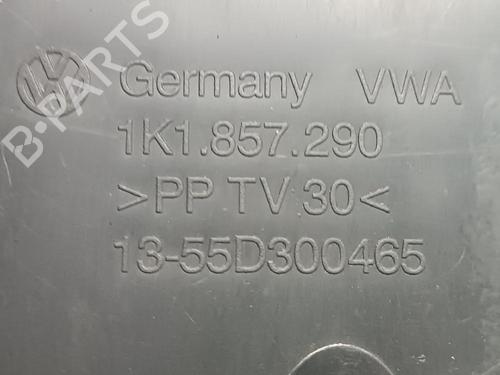 Germany VWA
1K1.857.290
>PP TV 30<
13-55D300465
B-PARTS